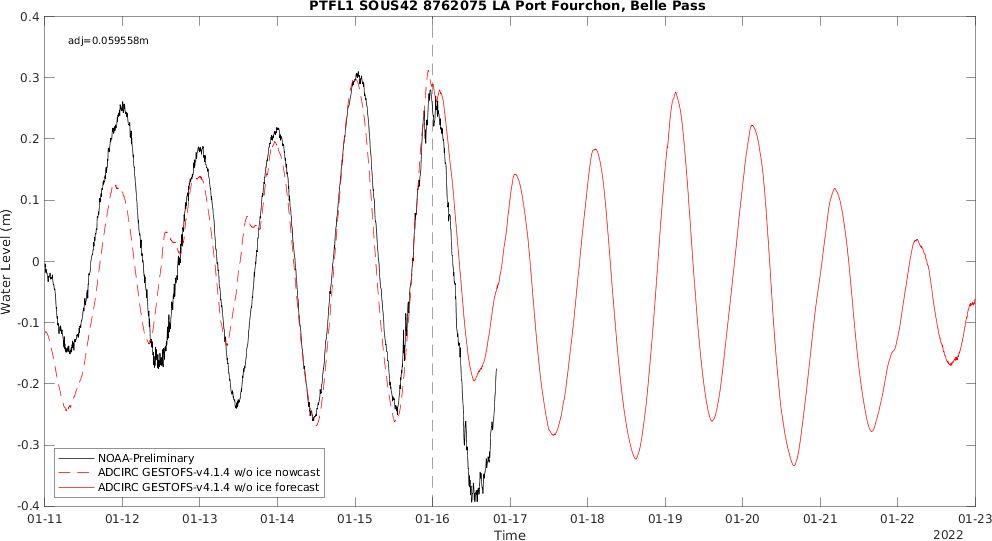 PTFL1 SOUS42 8762075 LA Port Fourchon, Belle Pass
adj=0.059558m
Water Level (m)
0.4
0.3
0.2
0.1
0
-0.1
-0.2
-0.3
-0.4
NOAA-Preliminary
ADCIRC GESTOFS-v4.1.4 w/o ice nowcast
ADCIRC GESTOFS-v4.1.4 w/o ice forecast
01-11 01-12 01-13 01-14 01-15 01-16 01-17 01-18 01-19 01-20 01-21 01-22 01-23
Time
2022